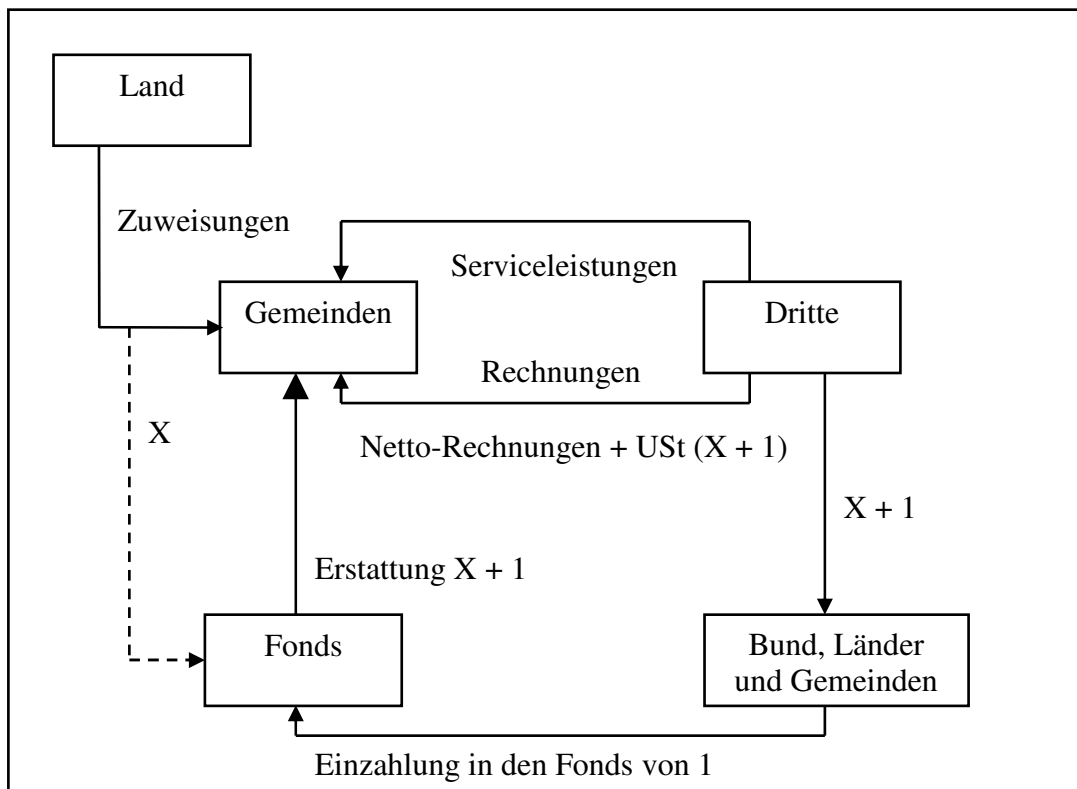 Land
Zuweisungen
Serviceleistungen
Gemeinden
Dritte
Rechnungen
X
Netto-Rechnungen + USt (X + 1)
X + 1
Erstattung X + 1
Fonds
Bund, Länder
und Gemeinden
Einzahlung in den Fonds von 1